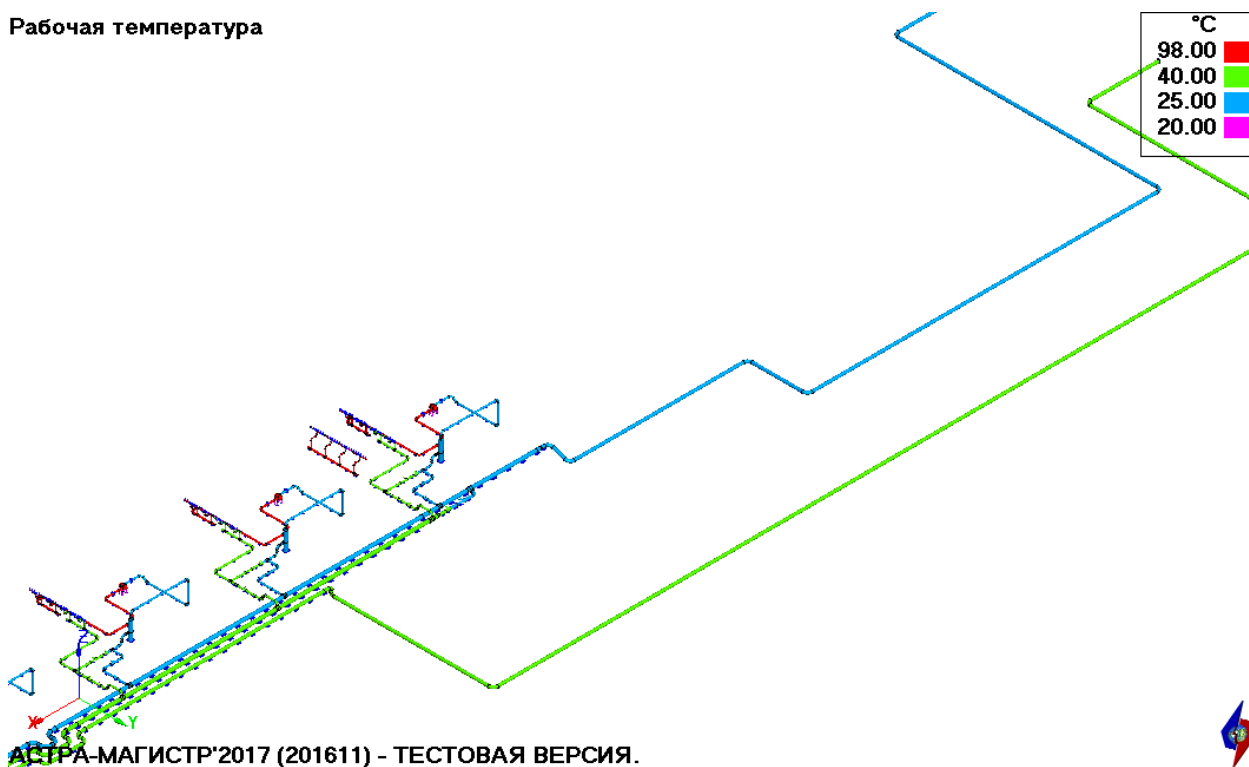 Рабочая температура
°C
98.00
40.00
25.00
20.00
X
Y
АСТРА-МАГИСТР'2017 (201611) - ТЕСТОВАЯ ВЕРСИЯ.